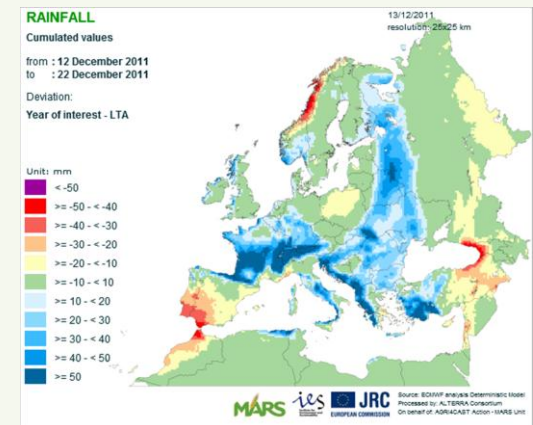 RAINFALL
Cumulated values
from : 12 December 2011
to : 22 December 2011
Deviation:
Year of interest - LTA
13/12/2011
resolution: 25x25 km
Unit: mm
< -50
>= -50 - < -40
>= -40 - < -30
>= -30 - < -20
>= -20 - < -10
>= -10 - < 10
>= 10 - < 20
>= 20 - < 30
>= 30 - < 40
>= 40 - < 50
>= 50
MARS
ies
JRC
EUROPEAN COMMISSION
Source: ECMWF analysis Deterministic Model
Processed by: ALTERRA Consortium
On behalf of: AGRI4CAST Action - MARS Unit